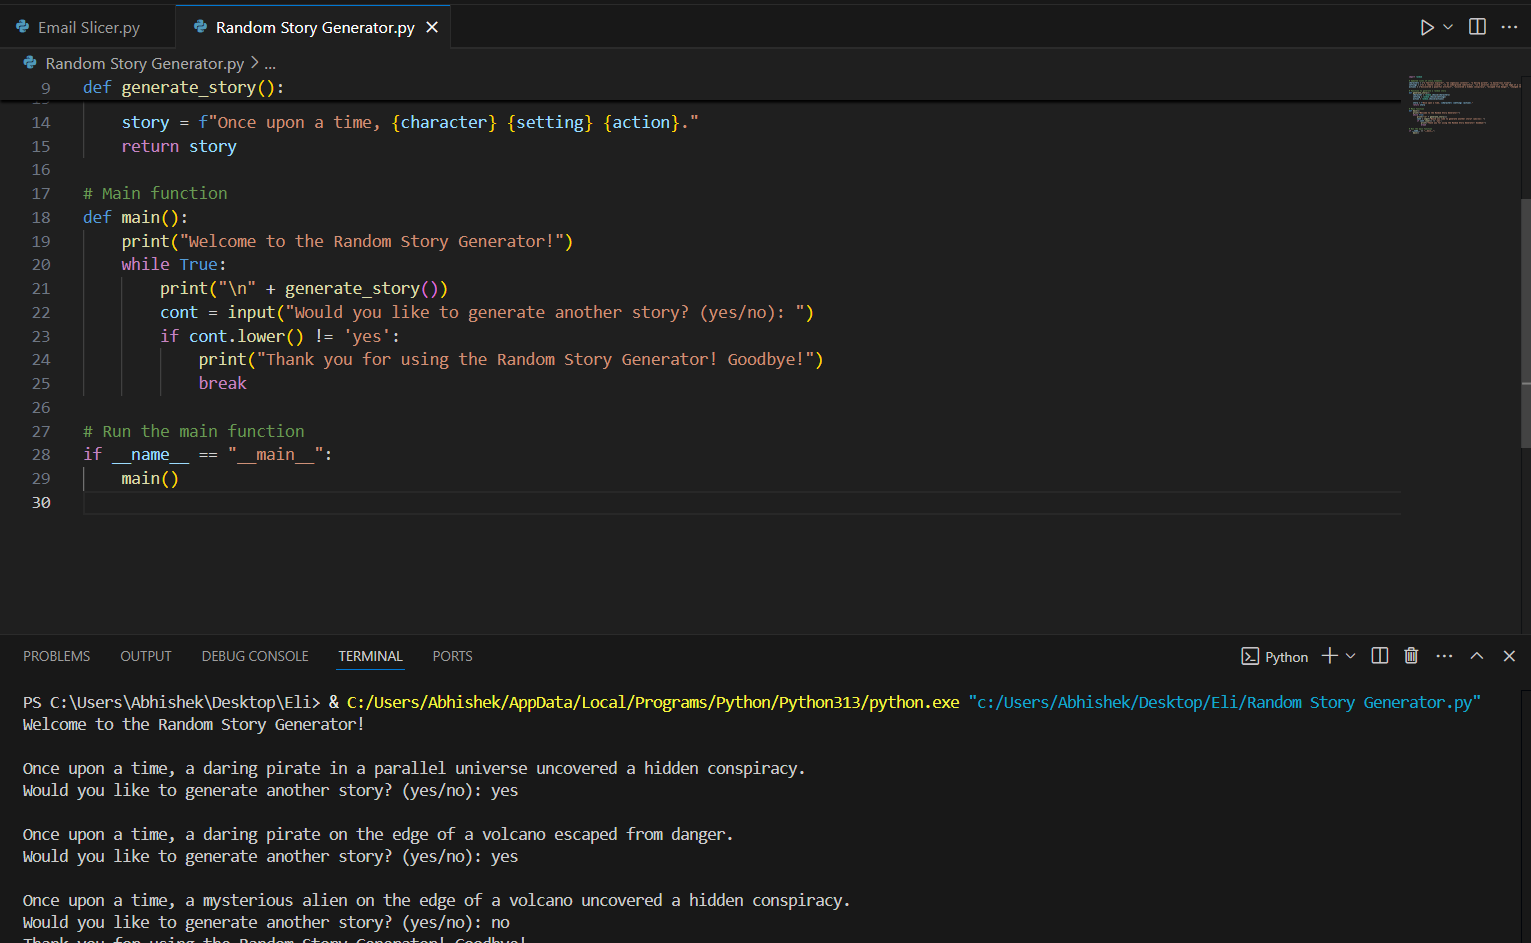 Email Slicer.py
Random Story Generator.py
Random Story Generator.py > ...
9 def generate_story():
14 story = f"Once upon a time, {character} {setting} {action}."
15 return story
16
17 # Main function
18 def main():
19 print("Welcome to the Random Story Generator!")
20 while True:
21 print("\n" + generate_story())
22 cont = input("Would you like to generate another story? (yes/no): ")
23 if cont.lower() != 'yes':
24 print("Thank you for using the Random Story Generator! Goodbye!")
25 break
26
27 # Run the main function
28 if __name__ == "__main__":
29 main()
30
PROBLEMS OUTPUT DEBUG CONSOLE TERMINAL PORTS
Python
PS C:\Users\Abhishek\Desktop\Eli> & C:/Users/Abhishek/AppData/Local/Programs/Python/Python313/python.exe "c:/Users/Abhishek/Desktop/Eli/Random Story Generator.py"
Welcome to the Random Story Generator!
Once upon a time, a daring pirate in a parallel universe uncovered a hidden conspiracy.
Would you like to generate another story? (yes/no): yes
Once upon a time, a daring pirate on the edge of a volcano escaped from danger.
Would you like to generate another story? (yes/no): yes
Once upon a time, a mysterious alien on the edge of a volcano uncovered a hidden conspiracy.
Would you like to generate another story? (yes/no): no
Thank you for using the Random Story Generator! Goodbye!